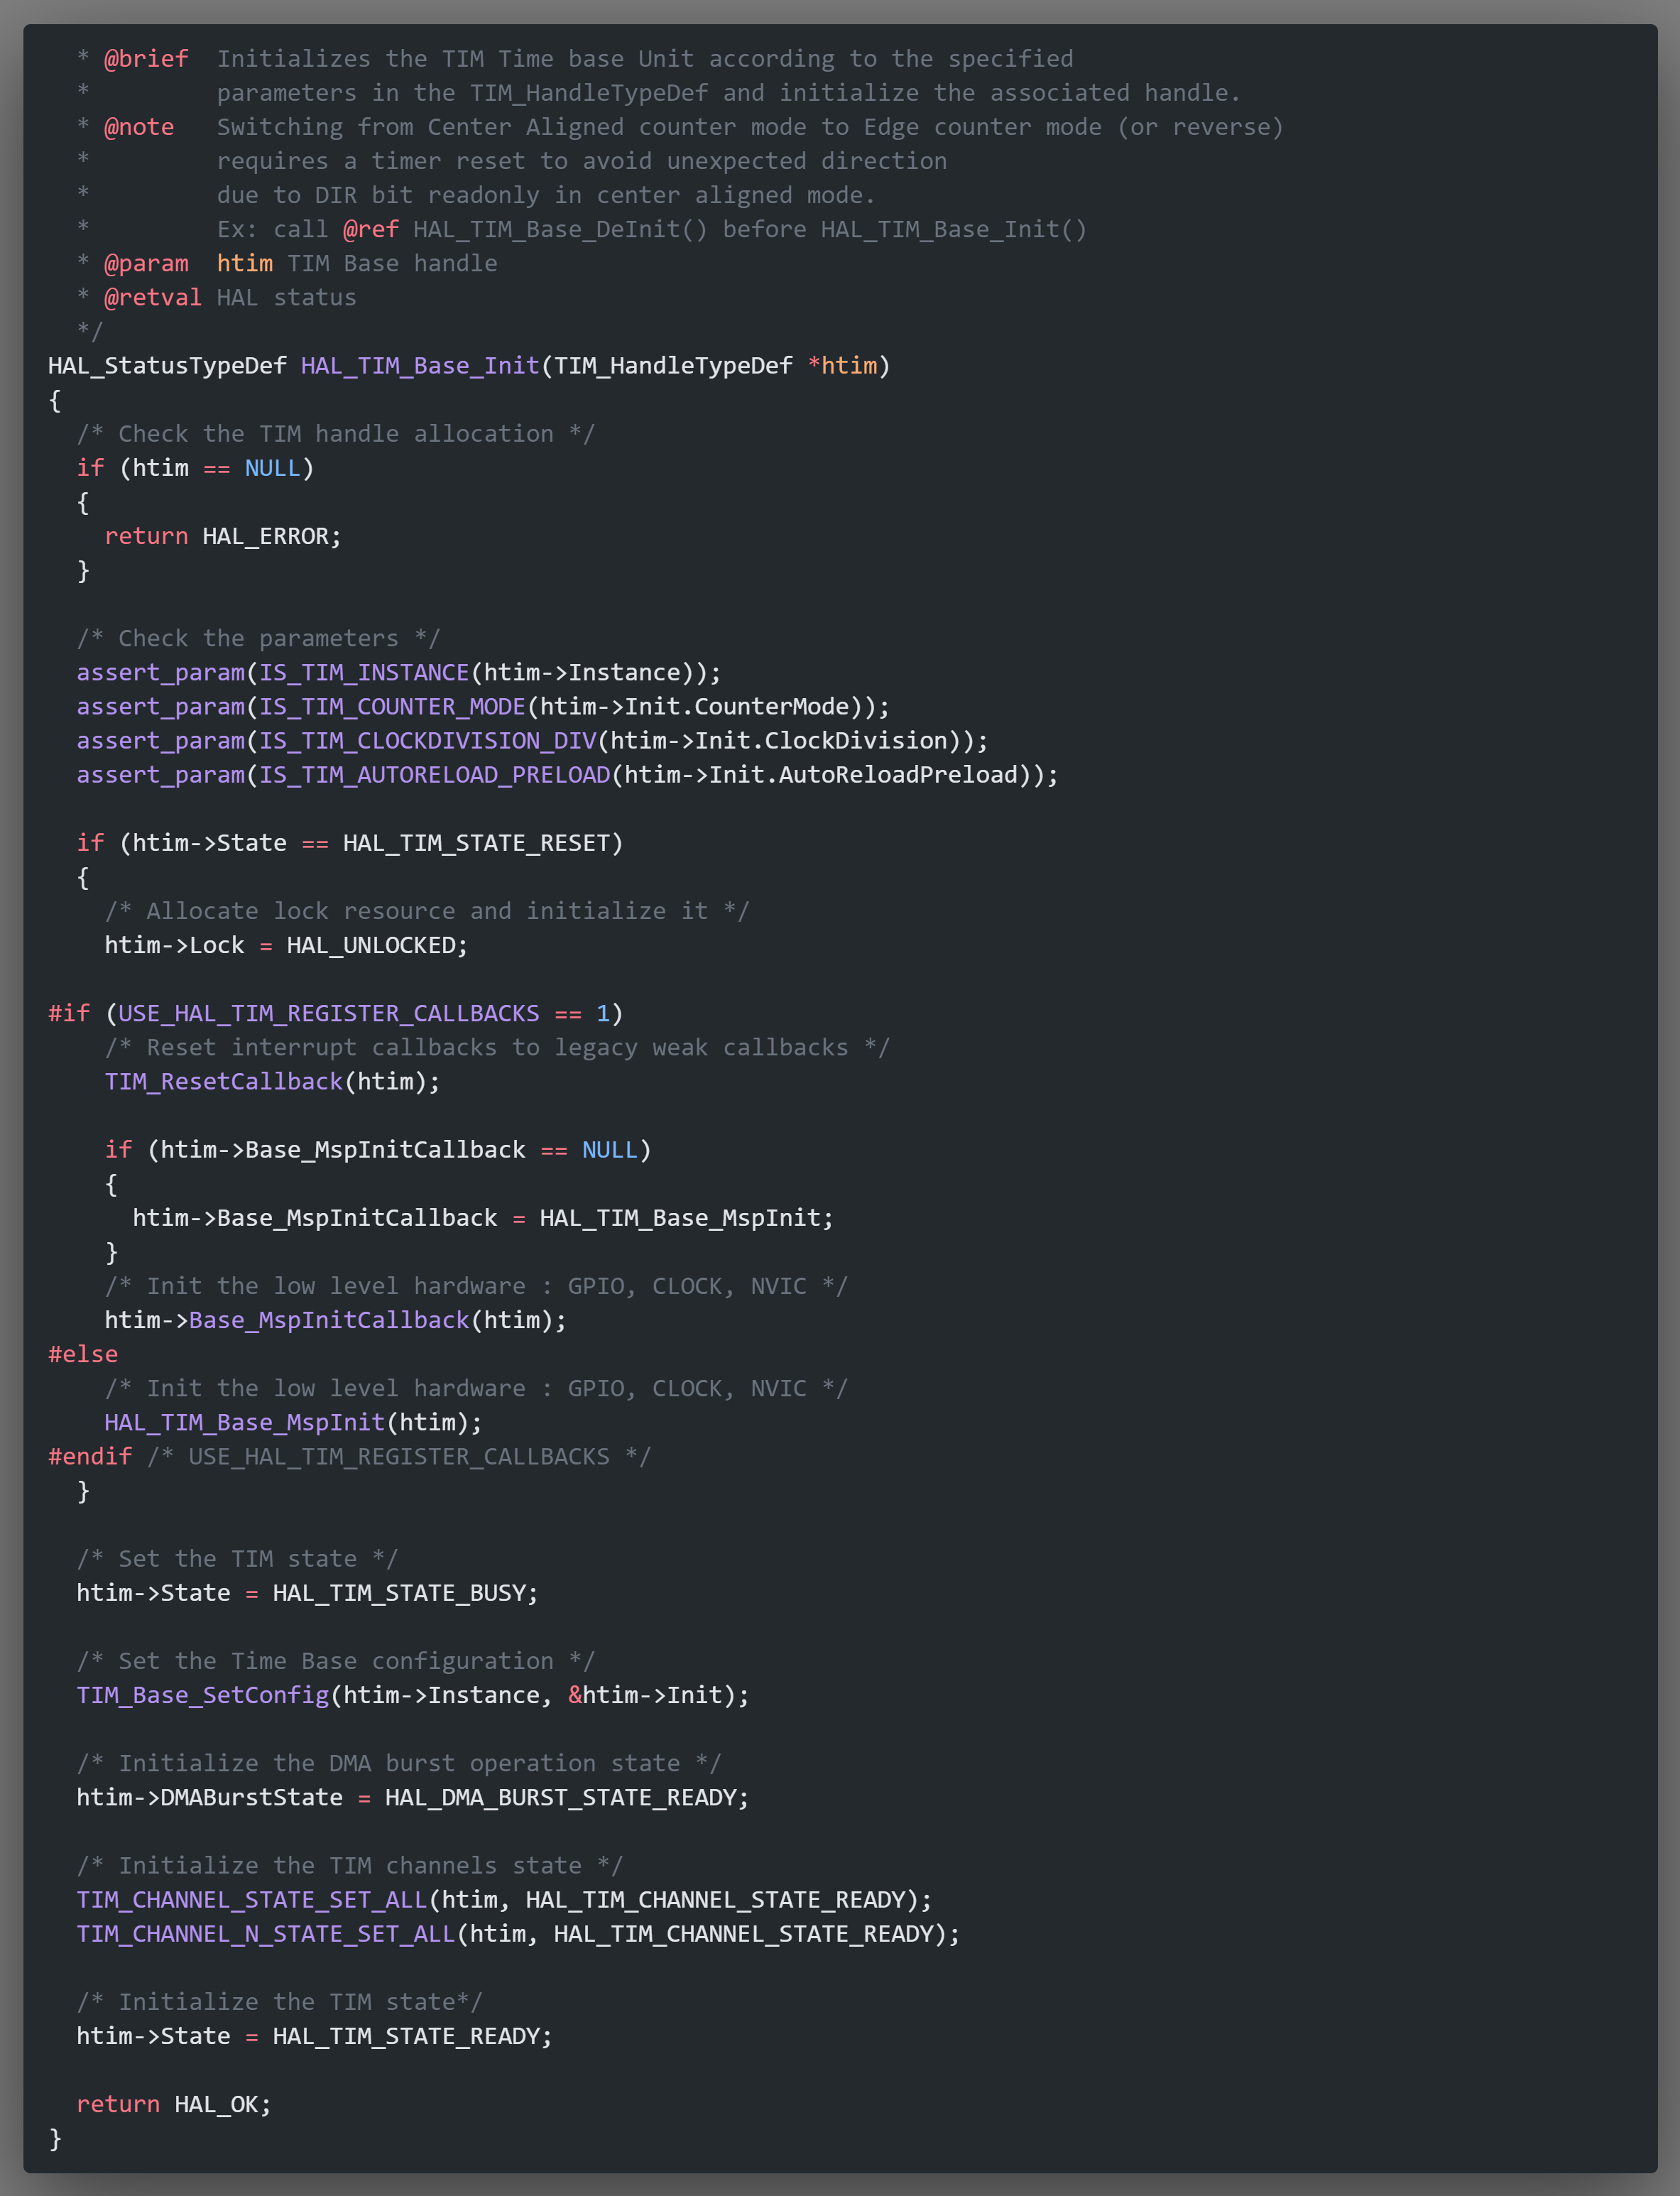 * @brief  Initializes the TIM Time base Unit according to the specified
  *         parameters in the TIM_HandleTypeDef and initialize the associated handle.
  * @note   Switching from Center Aligned counter mode to Edge counter mode (or reverse)
  *         requires a timer reset to avoid unexpected direction
  *         due to DIR bit readonly in center aligned mode.
  *         Ex: call @ref HAL_TIM_Base_DeInit() before HAL_TIM_Base_Init()
  * @param  htim TIM Base handle
  * @retval HAL status
  */
HAL_StatusTypeDef HAL_TIM_Base_Init(TIM_HandleTypeDef *htim)
{
  /* Check the TIM handle allocation */
  if (htim == NULL)
  {
    return HAL_ERROR;
  }

  /* Check the parameters */
  assert_param(IS_TIM_INSTANCE(htim->Instance));
  assert_param(IS_TIM_COUNTER_MODE(htim->Init.CounterMode));
  assert_param(IS_TIM_CLOCKDIVISION_DIV(htim->Init.ClockDivision));
  assert_param(IS_TIM_AUTORELOAD_PRELOAD(htim->Init.AutoReloadPreload));

  if (htim->State == HAL_TIM_STATE_RESET)
  {
    /* Allocate lock resource and initialize it */
    htim->Lock = HAL_UNLOCKED;

#if (USE_HAL_TIM_REGISTER_CALLBACKS == 1)
    /* Reset interrupt callbacks to legacy weak callbacks */
    TIM_ResetCallback(htim);

    if (htim->Base_MspInitCallback == NULL)
    {
      htim->Base_MspInitCallback = HAL_TIM_Base_MspInit;
    }
    /* Init the low level hardware : GPIO, CLOCK, NVIC */
    htim->Base_MspInitCallback(htim);
#else
    /* Init the low level hardware : GPIO, CLOCK, NVIC */
    HAL_TIM_Base_MspInit(htim);
#endif /* USE_HAL_TIM_REGISTER_CALLBACKS */
  }

  /* Set the TIM state */
  htim->State = HAL_TIM_STATE_BUSY;

  /* Set the Time Base configuration */
  TIM_Base_SetConfig(htim->Instance, &htim->Init);

  /* Initialize the DMA burst operation state */
  htim->DMABurstState = HAL_DMA_BURST_STATE_READY;

  /* Initialize the TIM channels state */
  TIM_CHANNEL_STATE_SET_ALL(htim, HAL_TIM_CHANNEL_STATE_READY);
  TIM_CHANNEL_N_STATE_SET_ALL(htim, HAL_TIM_CHANNEL_STATE_READY);

  /* Initialize the TIM state*/
  htim->State = HAL_TIM_STATE_READY;

  return HAL_OK;
}